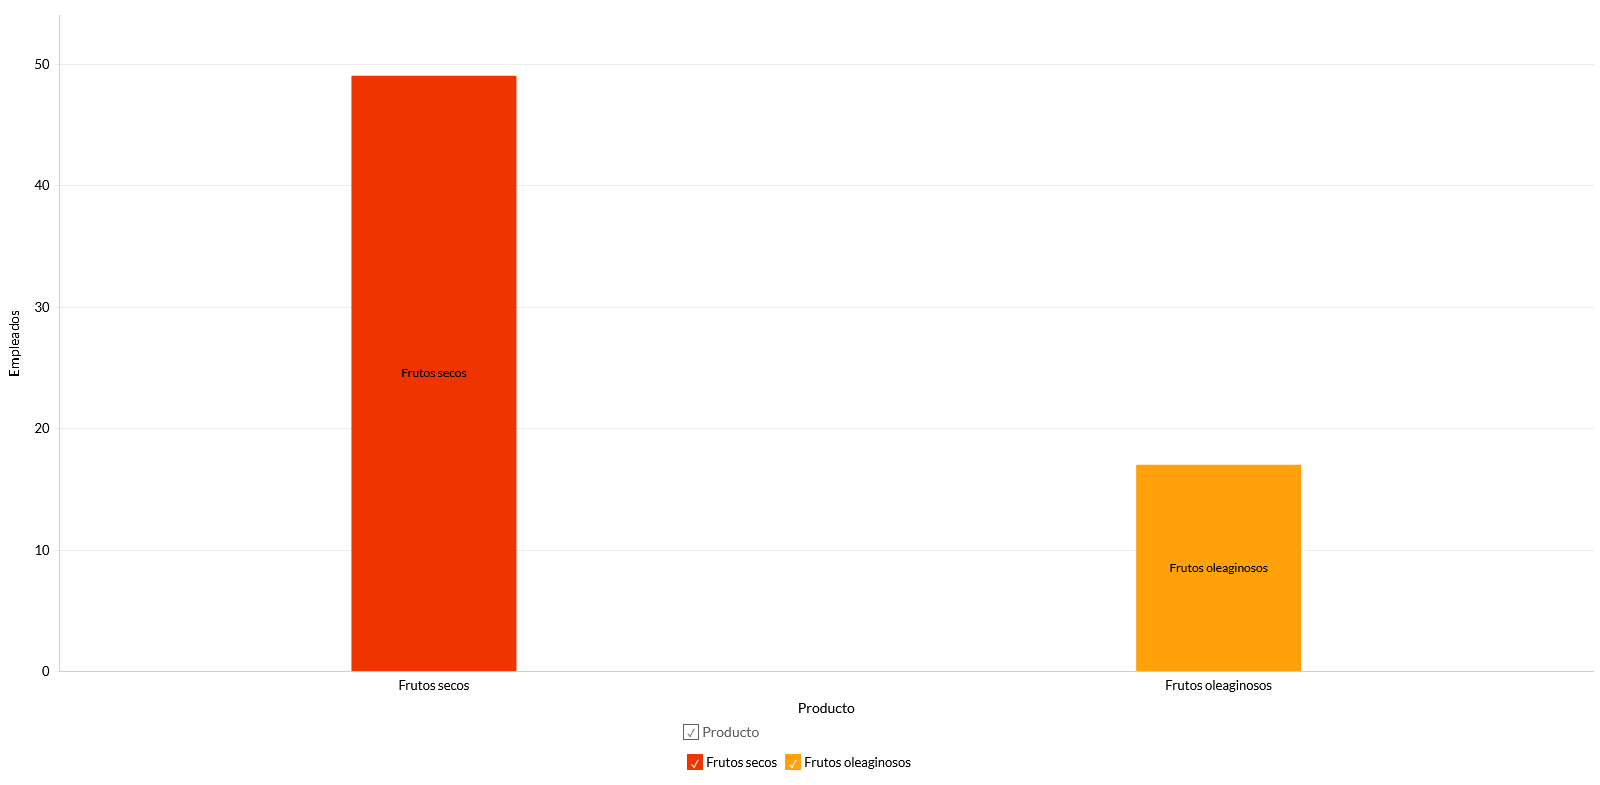 50
40
30
20
10
0
Empleados
Frutos secos
Frutos oleaginosos
Frutos secos
Frutos oleaginosos
Producto
Producto
Frutos secos
Frutos oleaginosos